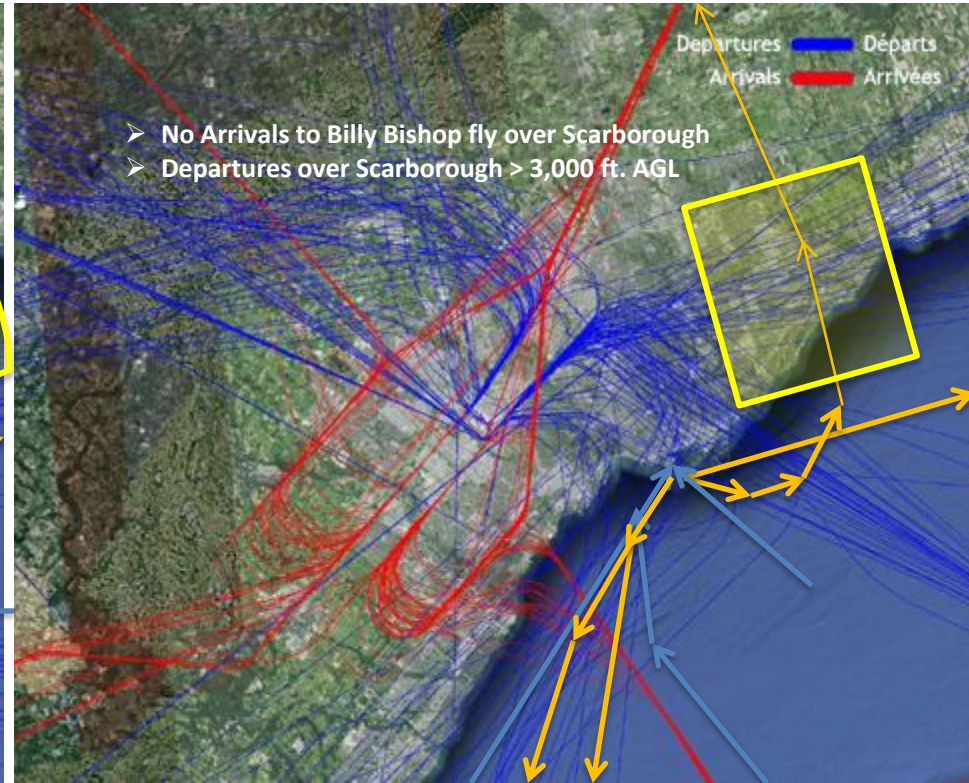 Departures Départs
Arrivals Arrivées
➢ No Arrivals to Billy Bishop fly over Scarborough
➢ Departures over Scarborough > 3,000 ft. AGL